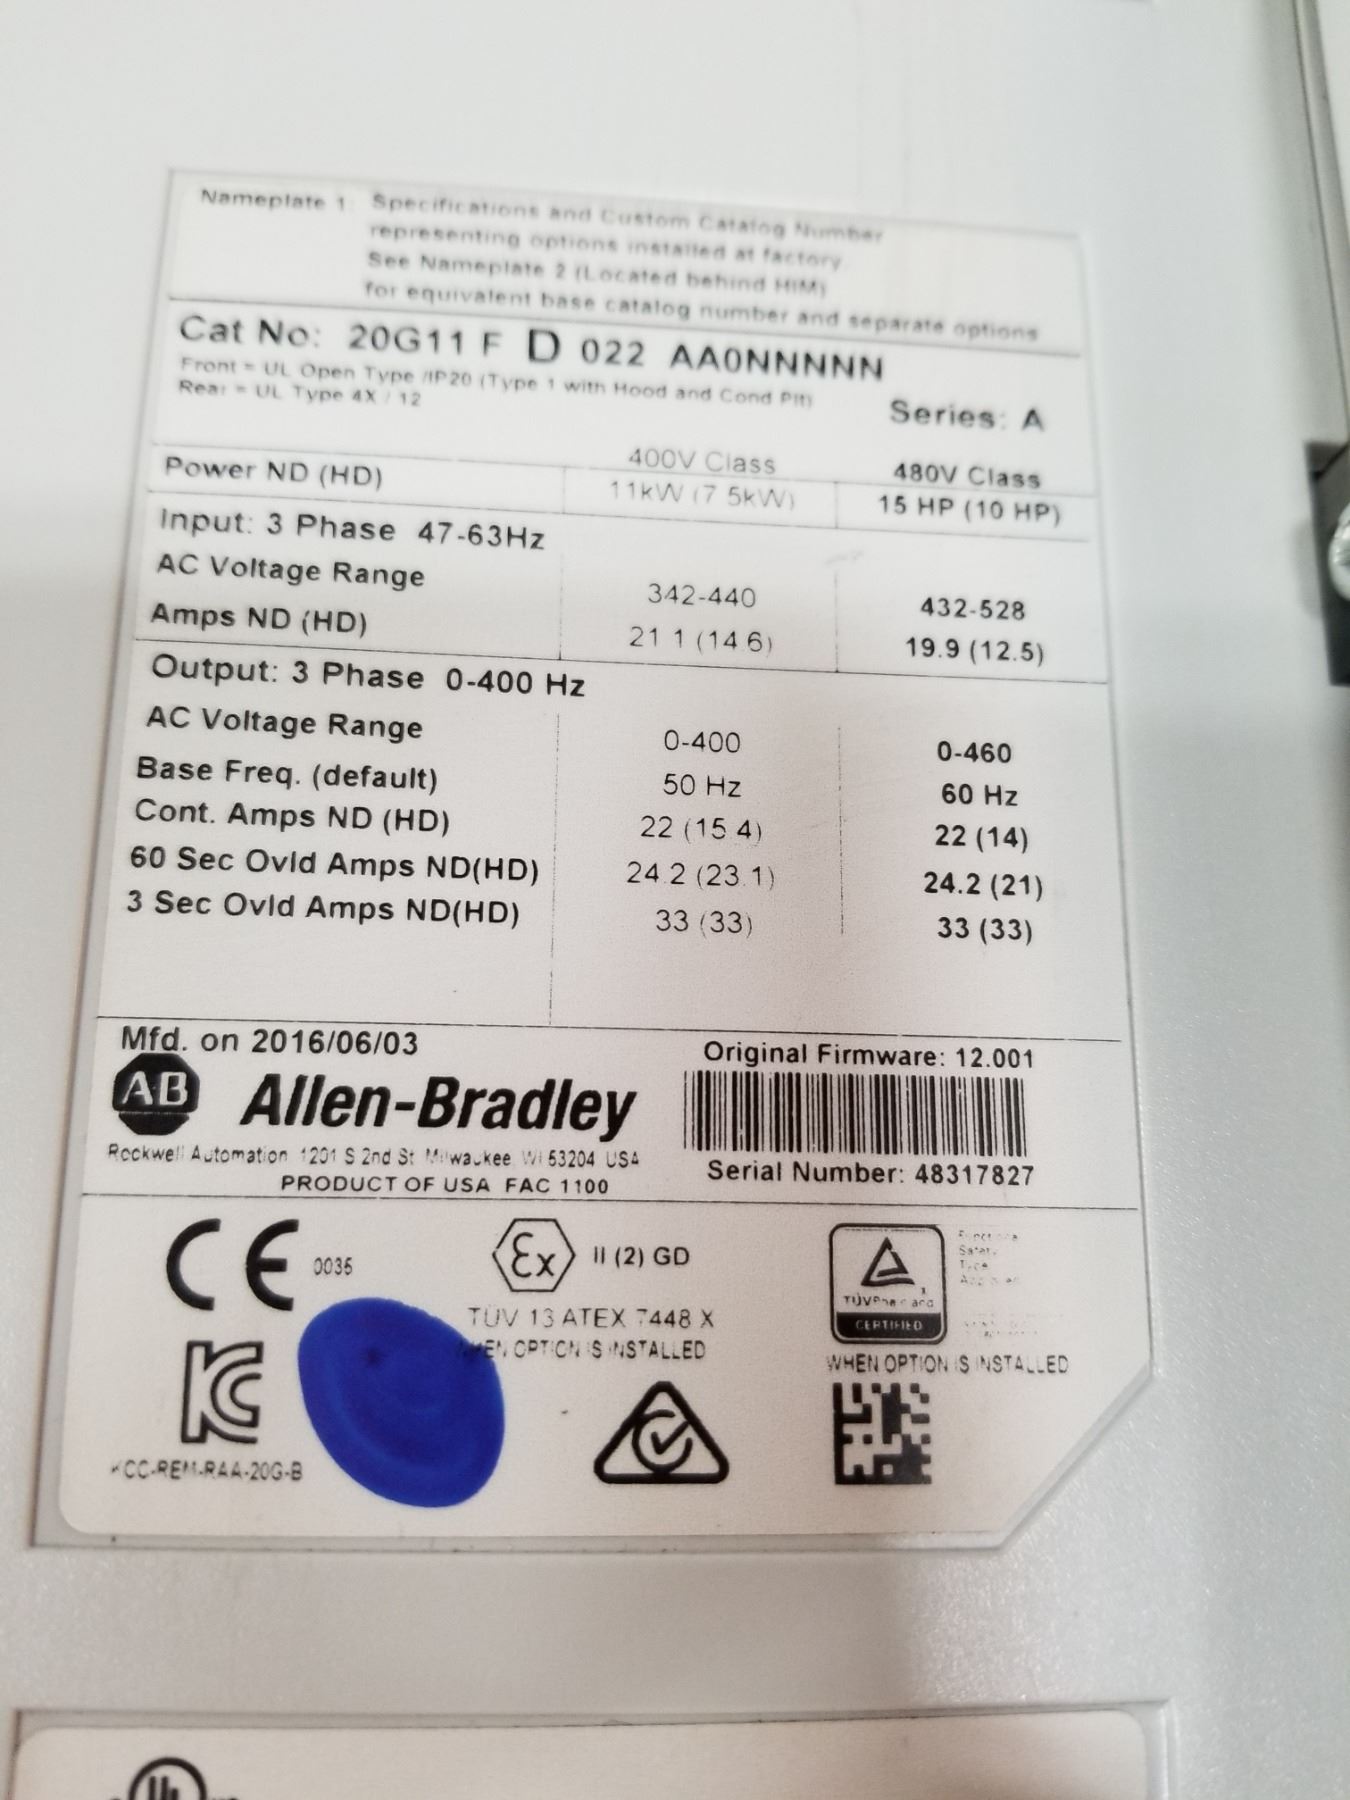 Nameplate 1: Specifications and Custom Catalog Number
representing options installed at factory.
See Nameplate 2 (Located behind HIM)
for equivalent base catalog number and separate options
Cat No: 20G11 F D 022 AA0NNNNN
Front = UL Open Type /IP20 (Type 1 with Hood and Cond Plt)
Rear = UL Type 4X / 12
Series: A
400V Class 480V Class
Power ND (HD) 11kW (7.5kW) 15 HP (10 HP)
Input: 3 Phase 47-63Hz
AC Voltage Range 342-440 432-528
Amps ND (HD) 21.1 (14.6) 19.9 (12.5)
Output: 3 Phase 0-400 Hz
AC Voltage Range 0-400 0-460
Base Freq. (default) 50 Hz 60 Hz
Cont. Amps ND (HD) 22 (15.4) 22 (14)
60 Sec Ovld Amps ND(HD) 24.2 (23.1) 24.2 (21)
3 Sec Ovld Amps ND(HD) 33 (33) 33 (33)
Mfd. on 2016/06/03
Original Firmware: 12.001
AB Allen-Bradley
Rockwell Automation 1201 S 2nd St Milwaukee WI 53204 USA
PRODUCT OF USA FAC 1100
Serial Number: 48317827
CE 0035
Ex II (2) GD
TÜV 13 ATEX 7448 X
OPTION IS INSTALLED
Functional
Safety
Type
Approved
TÜVRheinland
CERTIFIED
WHEN OPTION IS INSTALLED
KC
KCC-REM-RAA-20G-B
UL